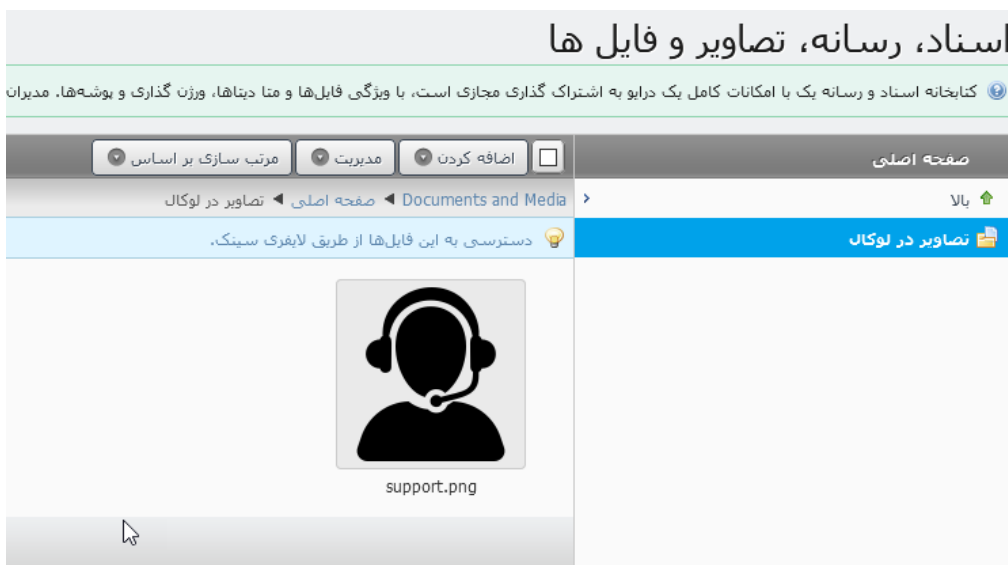 اسناد، رسانه، تصاویر و فایل ها
کتابخانه اسناد و رسانه یک با امکانات کامل یک درایو به اشتراک گذاری مجازی است، با ویژگی فایل‌ها و متا دیتاها، ورژن گذاری و پوشه‌ها. مدیران
صفحه اصلی
اضافه کردن مدیریت مرتب سازی بر اساس
بالا
Documents and Media ◄ صفحه اصلی ◄ تصاویر در لوکال
تصاویر در لوکال
دسترسی به این فایل‌ها از طریق لایفری سینک.
support.png